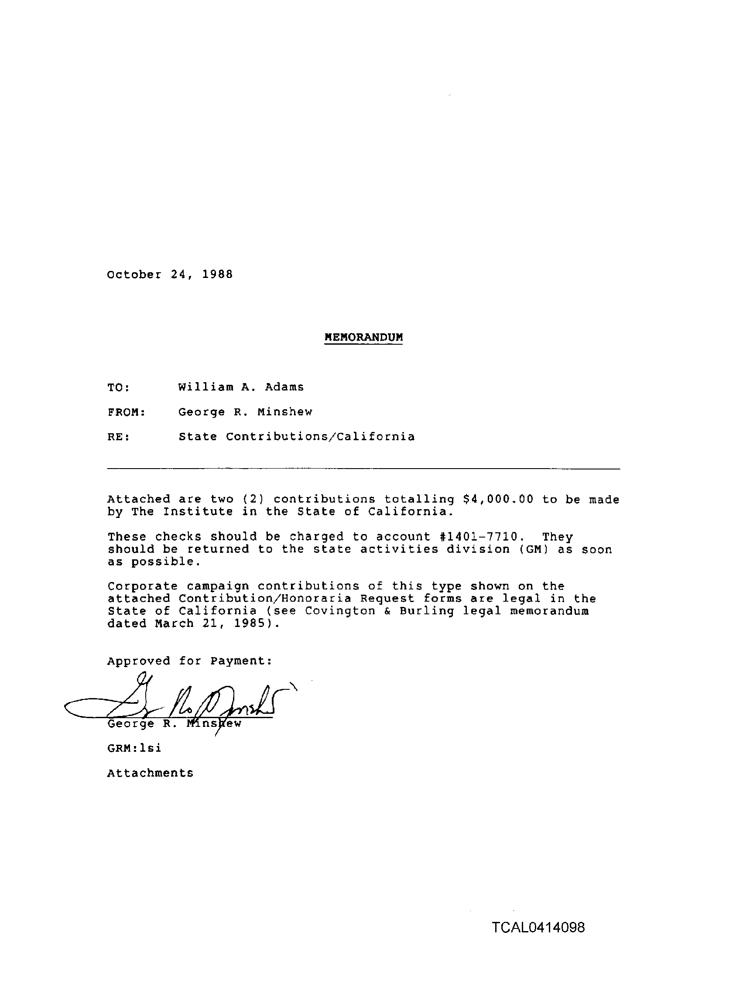 October 24, 1988
MEMORANDUM
TO: William A. Adams
FROM: George R. Minshew
RE: State Contributions/California
Attached are two (2) contributions totalling $4,000.00 to be made
by The Institute in the State of California.
These checks should be charged to account #1401-7710. They
should be returned to the state activities division (GM) as soon
as possible.
Corporate campaign contributions of this type shown on the
attached Contribution/Honoraria Request forms are legal in the
State of California (see Covington & Burling legal memorandum
dated March 21, 1985).
Approved for Payment:
George R. Minshew
GRM:lsi
Attachments
TCAL0414098